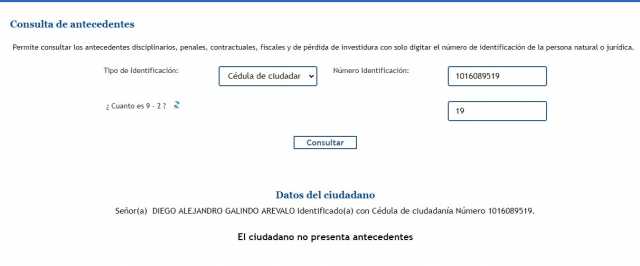 Consulta de antecedentes
Permite consultar los antecedentes disciplinarios, penales, contractuales, fiscales y de pérdida de investidura con solo digitar el número de identificación de la persona natural o jurídica.
Tipo de Identificación: Cédula de ciudadar Número Identificación: 1016089519
¿ Cuanto es 9 - 2 ? 19
Consultar
Datos del ciudadano
Señor(a) DIEGO ALEJANDRO GALINDO AREVALO identificado(a) con Cédula de ciudadanía Número 1016089519.
El ciudadano no presenta antecedentes